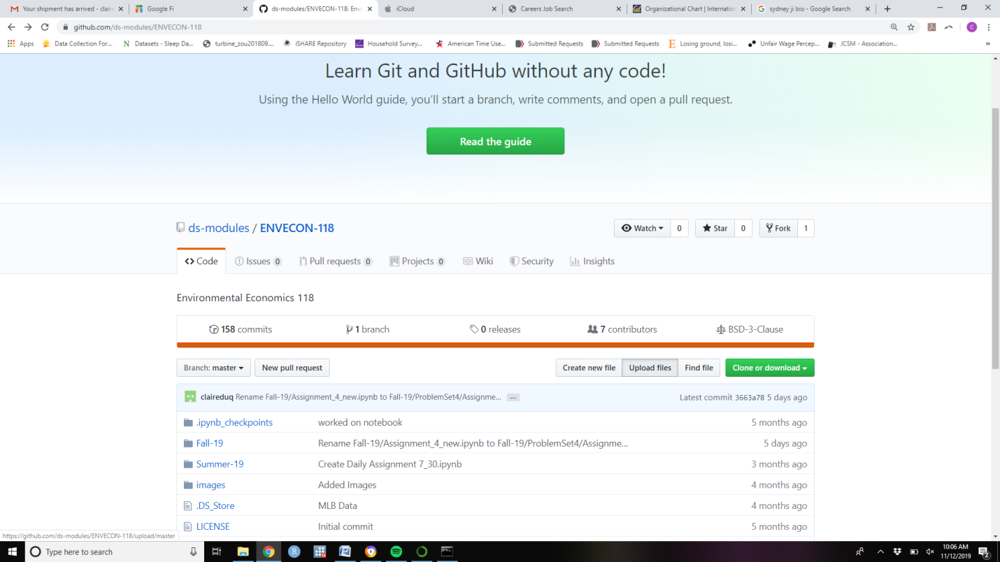 Your shipment has arrived - claire
Google Fi
ds-modules/ENVECON-118: Env
iCloud
Careers Job Search
Organizational Chart | Internation
sydney ji bio - Google Search
github.com/ds-modules/ENVECON-118
C
Apps
Data Collection For...
N Datasets - Sleep Da...
turbine_zou201809....
iSHARE Repository
Household Survey...
American Time Use...
Submitted Requests
Submitted Requests
E Losing ground, losi...
Unfair Wage Percep...
JCSM - Association...
»
Learn Git and GitHub without any code!
Using the Hello World guide, you’ll start a branch, write comments, and open a pull request.
Read the guide
ds-modules / ENVECON-118
Watch 0
Star 0
Fork 1
Code
Issues 0
Pull requests 0
Projects 0
Wiki
Security
Insights
Environmental Economics 118
158 commits
1 branch
0 releases
7 contributors
BSD-3-Clause
Branch: master
New pull request
Create new file
Upload files
Find file
Clone or download
claireduq Rename Fall-19/Assignment_4_new.ipynb to Fall-19/ProblemSet4/Assignme... ... Latest commit 3663a78 5 days ago
.ipynb_checkpoints worked on notebook 5 months ago
Fall-19 Rename Fall-19/Assignment_4_new.ipynb to Fall-19/ProblemSet4/Assignme... 5 days ago
Summer-19 Create Daily Assignment 7_30.ipynb 3 months ago
images Added Images 4 months ago
.DS_Store MLB Data 4 months ago
LICENSE Initial commit 5 months ago
https://github.com/ds-modules/ENVECON-118/upload/master
Type here to search
R
10:06 AM
11/12/2019
2